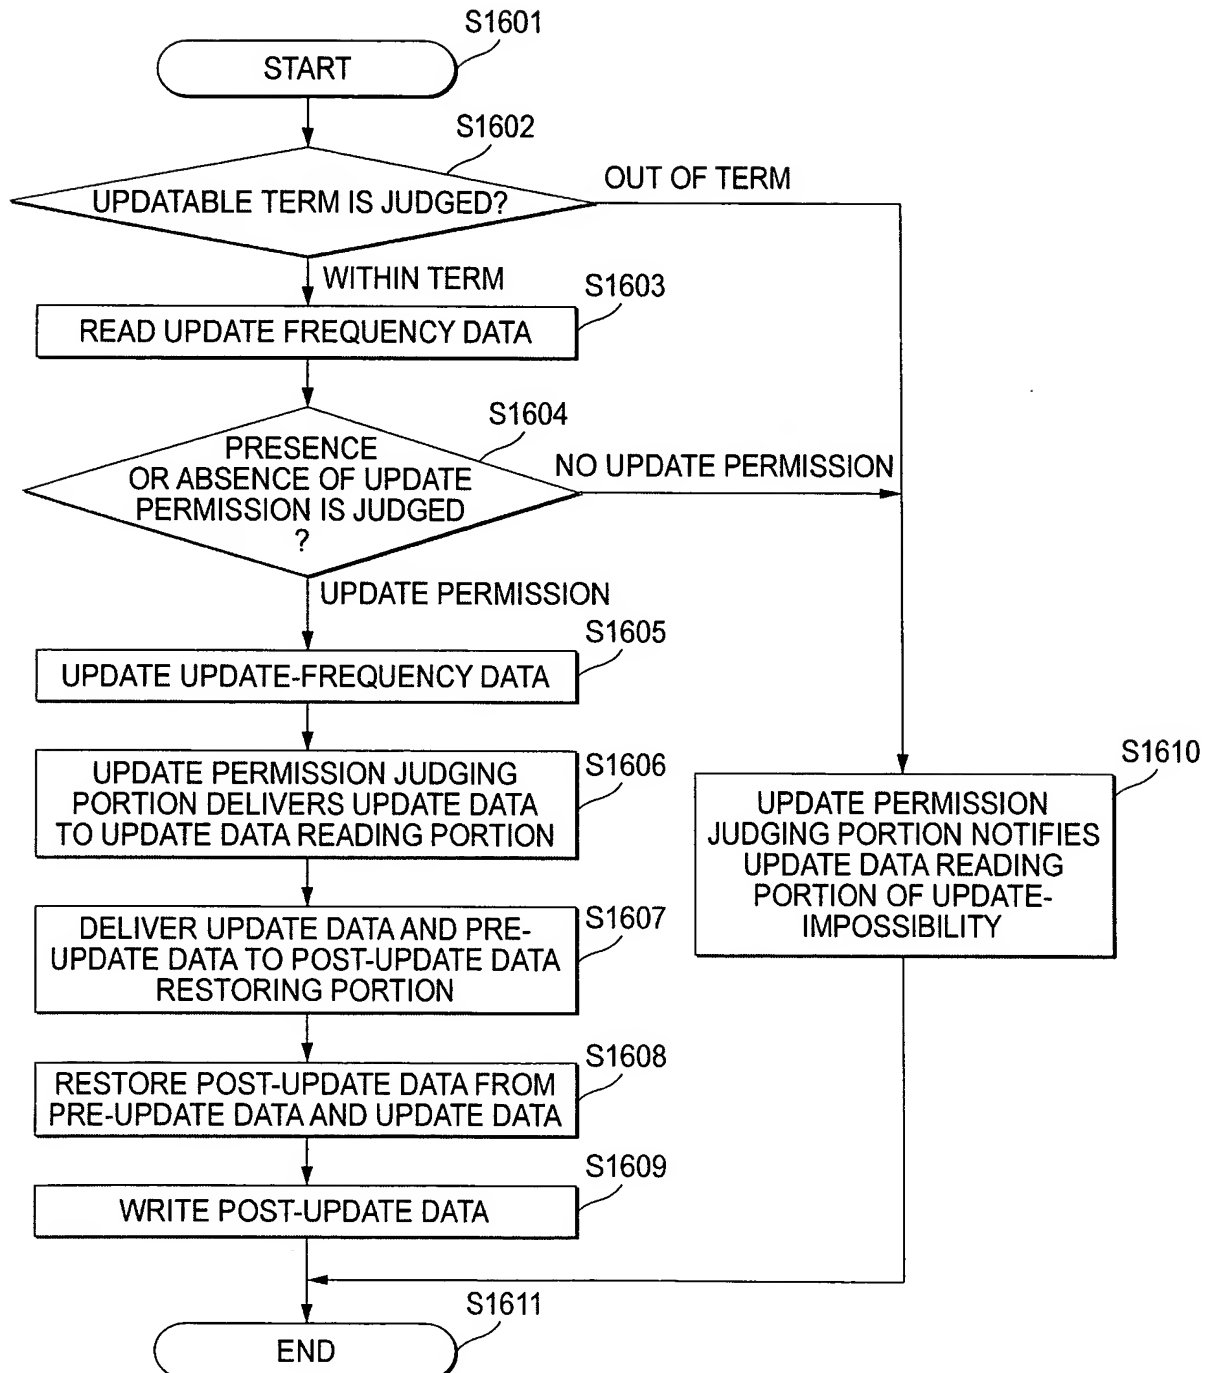 S1601
START
S1602
UPDATABLE TERM IS JUDGED?
OUT OF TERM
WITHIN TERM
S1603
READ UPDATE FREQUENCY DATA
S1604
PRESENCE
OR ABSENCE OF UPDATE
PERMISSION IS JUDGED
?
NO UPDATE PERMISSION
UPDATE PERMISSION
S1605
UPDATE UPDATE-FREQUENCY DATA
S1606
UPDATE PERMISSION JUDGING
PORTION DELIVERS UPDATE DATA
TO UPDATE DATA READING PORTION
S1610
UPDATE PERMISSION
JUDGING PORTION NOTIFIES
UPDATE DATA READING
PORTION OF UPDATE-
IMPOSSIBILITY
S1607
DELIVER UPDATE DATA AND PRE-
UPDATE DATA TO POST-UPDATE DATA
RESTORING PORTION
S1608
RESTORE POST-UPDATE DATA FROM
PRE-UPDATE DATA AND UPDATE DATA
S1609
WRITE POST-UPDATE DATA
S1611
END